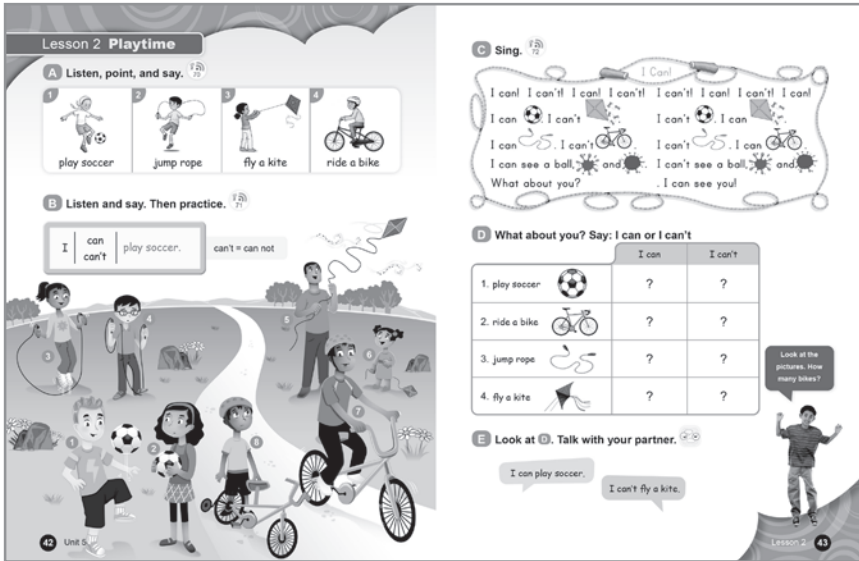 Lesson 2 Playtime
A Listen, point, and say. 70
1
2
3
4
play soccer
jump rope
fly a kite
ride a bike
B Listen and say. Then practice. 71
I can play soccer.
can't
can't = can not
1
2
3
4
5
6
7
8
42 Unit 5
C Sing. 72
I Can!
I can! I can't! I can! I can't! I can't! I can! I can't! I can!
I can . I can't
I can't . I can
I can . I can't .
I can't . I can .
I can see a ball, and
I can't see a ball, and
What about you?
. I can see you!
D What about you? Say: I can or I can't
I can
I can't
1. play soccer ? ?
2. ride a bike ? ?
3. jump rope ? ?
4. fly a kite ? ?
Look at the
pictures. How
many bikes?
E Look at D. Talk with your partner.
I can play soccer.
I can't fly a kite.
Lesson 2 43